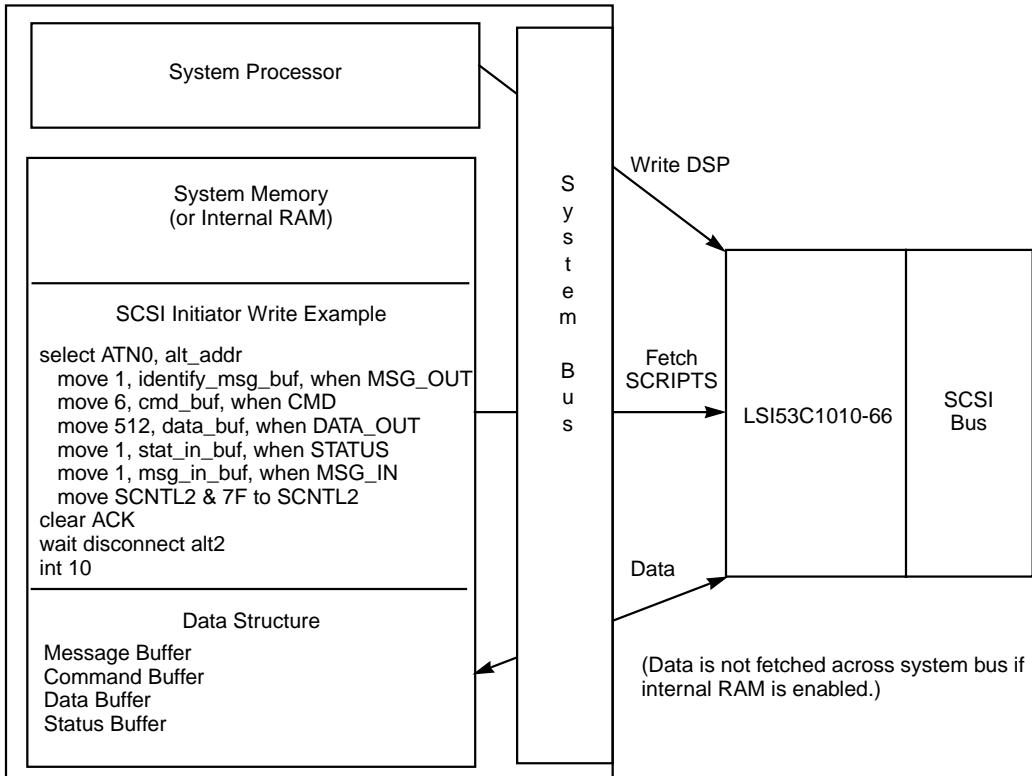 System Processor
System Memory
(or Internal RAM)
SCSI Initiator Write Example
select ATN0, alt_addr
move 1, identify_msg_buf, when MSG_OUT
move 6, cmd_buf, when CMD
move 512, data_buf, when DATA_OUT
move 1, stat_in_buf, when STATUS
move 1, msg_in_buf, when MSG_IN
move SCNTL2 & 7F to SCNTL2
clear ACK
wait disconnect alt2
int 10
Data Structure
Message Buffer
Command Buffer
Data Buffer
Status Buffer
System Bus
Write DSP
Fetch
SCRIPTS
Data
LSI53C1010-66
SCSI
Bus
(Data is not fetched across system bus if
internal RAM is enabled.)